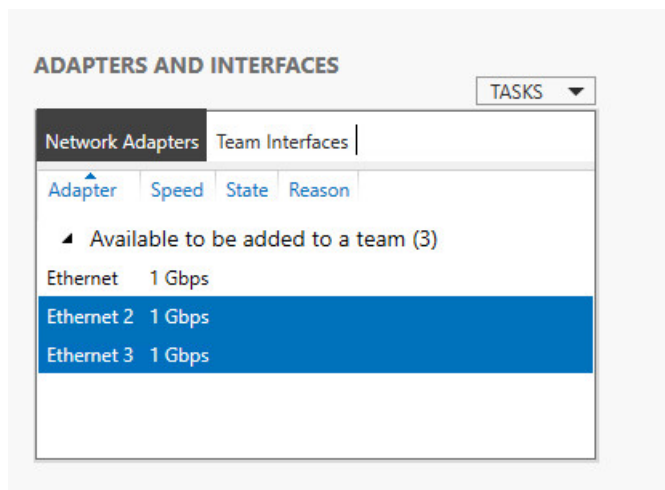 ADAPTERS AND INTERFACES
TASKS
Network Adapters Team Interfaces
Adapter Speed State Reason
Available to be added to a team (3)
Ethernet 1 Gbps
Ethernet 2 1 Gbps
Ethernet 3 1 Gbps